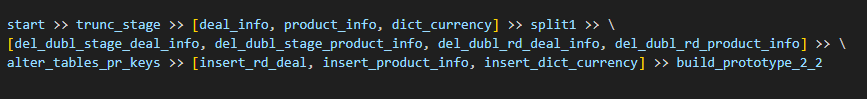 start >> trunc_stage >> [deal_info, product_info, dict_currency] >> split1 >> \
[del_dubl_stage_deal_info, del_dubl_stage_product_info, del_dubl_rd_deal_info, del_dubl_rd_product_info] >> \
alter_tables_pr_keys >> [insert_rd_deal, insert_product_info, insert_dict_currency] >> build_prototype_2_2